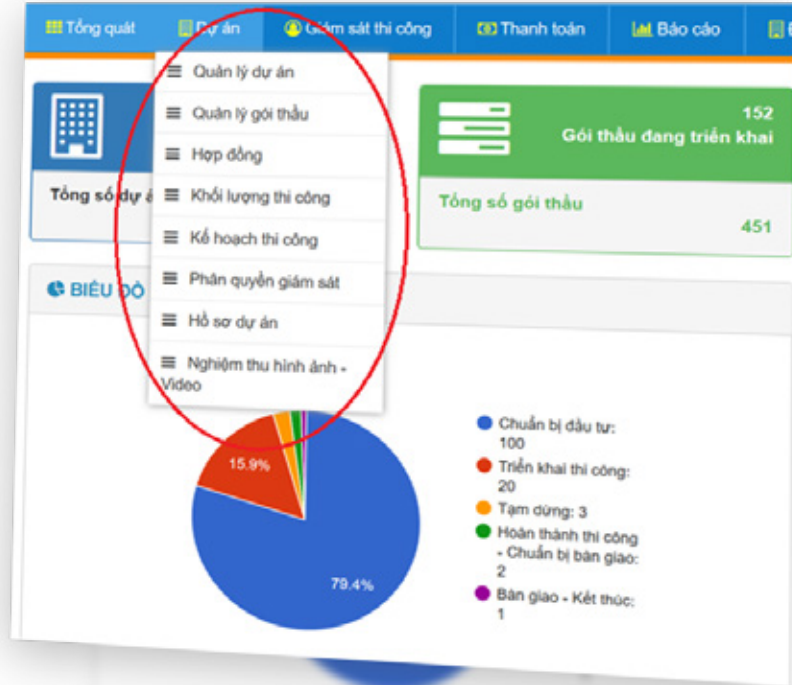 Tổng quát Dự án Giám sát thi công Thanh toán Báo cáo
Quản lý dự án
Quản lý gói thầu
Hợp đồng
Khối lượng thi công
Kế hoạch thi công
Phân quyền giám sát
Hồ sơ dự án
Nghiệm thu hình ảnh -
Video
Tổng số dự
152
Gói thầu đang triển khai
Tổng số gói thầu
451
BIỂU ĐỒ
15.9%
79.4%
Chuẩn bị đầu tư:
100
Triển khai thi công:
20
Tạm dừng: 3
Hoàn thành thi công
- Chuẩn bị bàn giao:
2
Bàn giao - Kết thúc:
1